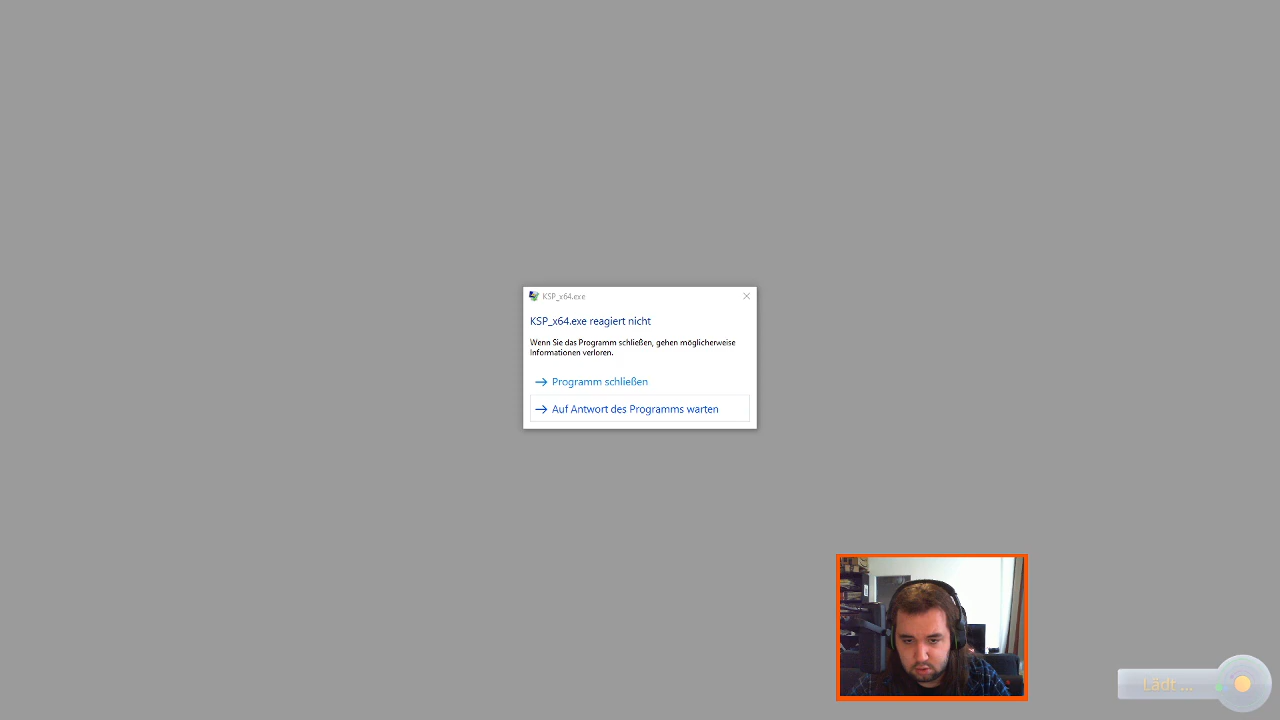 KSP_x64.exe
KSP_x64.exe reagiert nicht
Wenn Sie das Programm schließen, gehen möglicherweise
Informationen verloren.
Programm schließen
Auf Antwort des Programms warten
Lädt ...